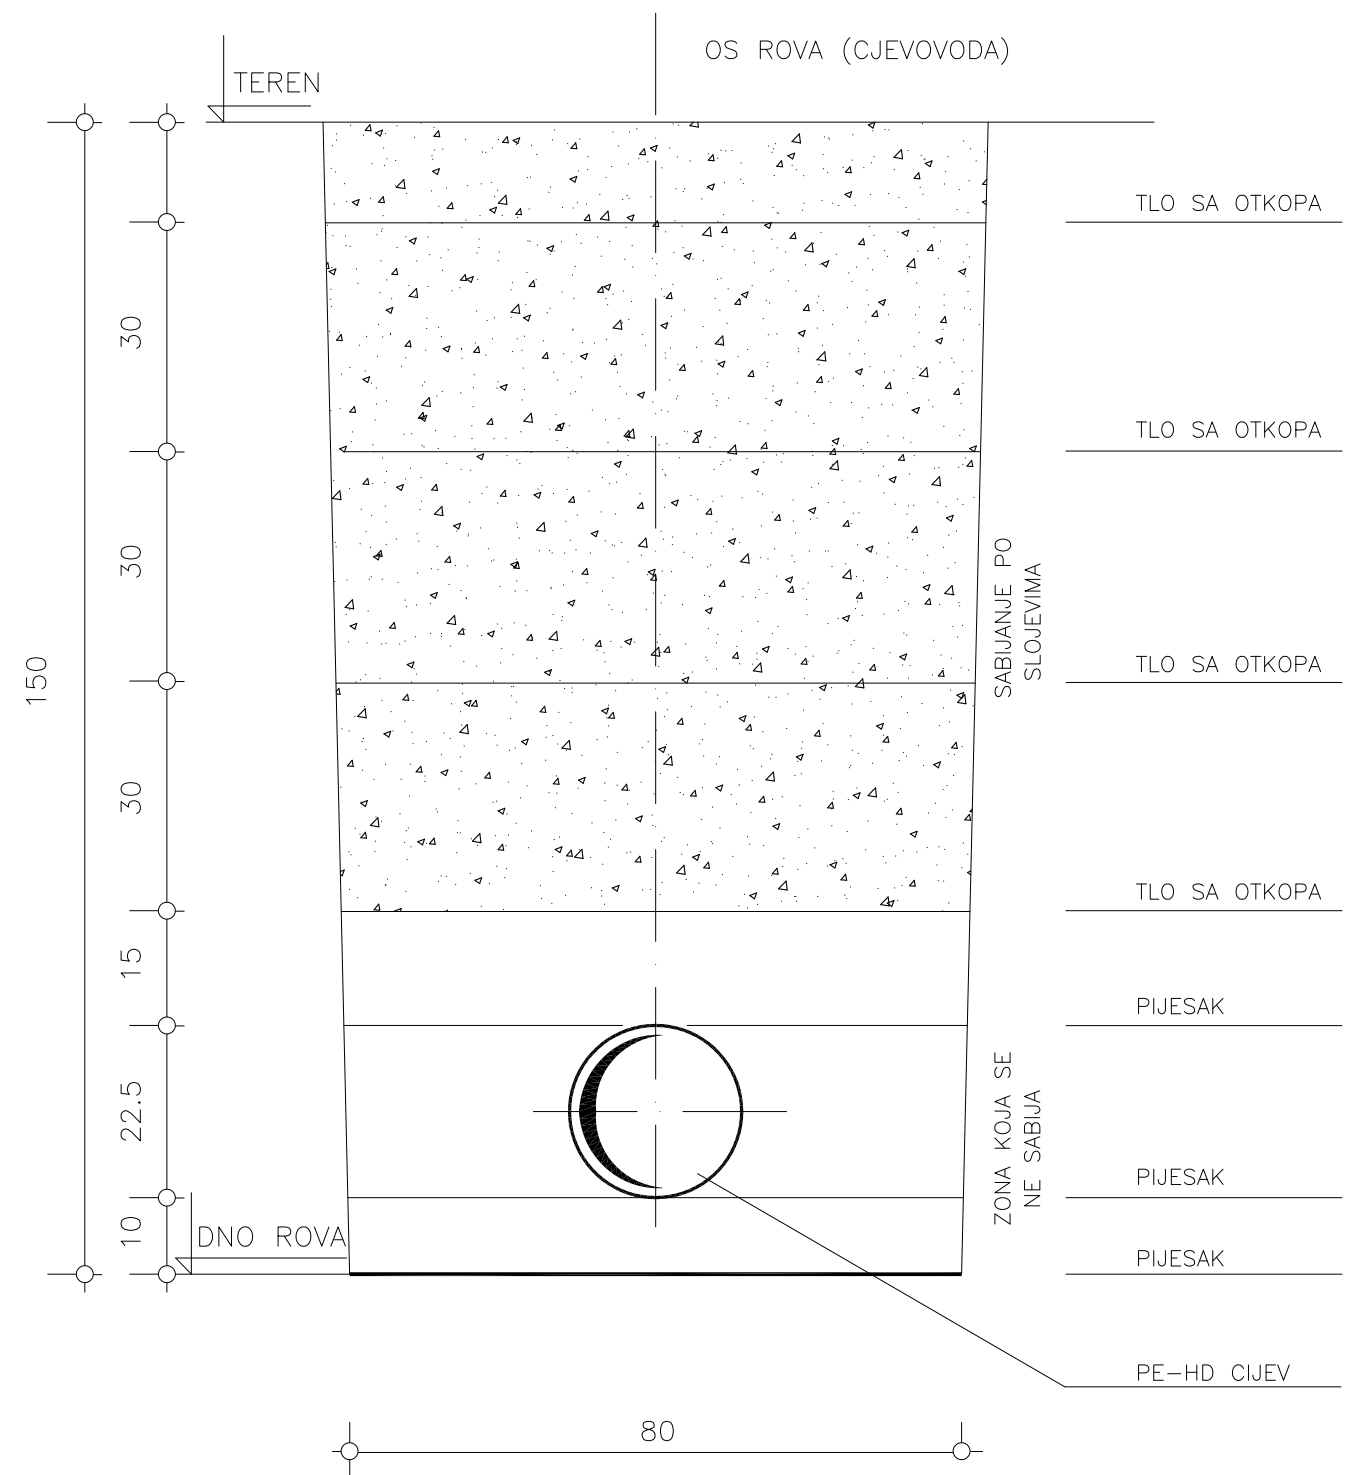 OS ROVA (CJEVOVODA)
TEREN
TLO SA OTKOPA
30
TLO SA OTKOPA
30
SABIJANJE PO
SLOJEVIMA
TLO SA OTKOPA
150
30
TLO SA OTKOPA
15
PIJESAK
22.5
ZONA KOJA SE
NE SABIJA
PIJESAK
10
DNO ROVA
PIJESAK
PE-HD CIJEV
80